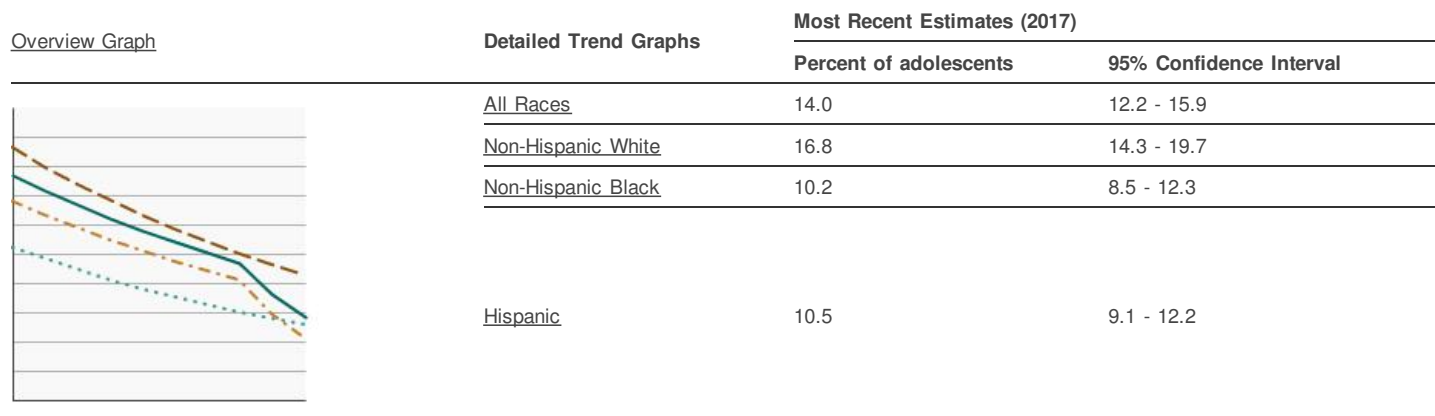 Most Recent Estimates (2017)
Overview Graph Detailed Trend Graphs
Percent of adolescents 95% Confidence Interval
All Races 14.0 12.2 - 15.9
Non-Hispanic White 16.8 14.3 - 19.7
Non-Hispanic Black 10.2 8.5 - 12.3
Hispanic 10.5 9.1 - 12.2